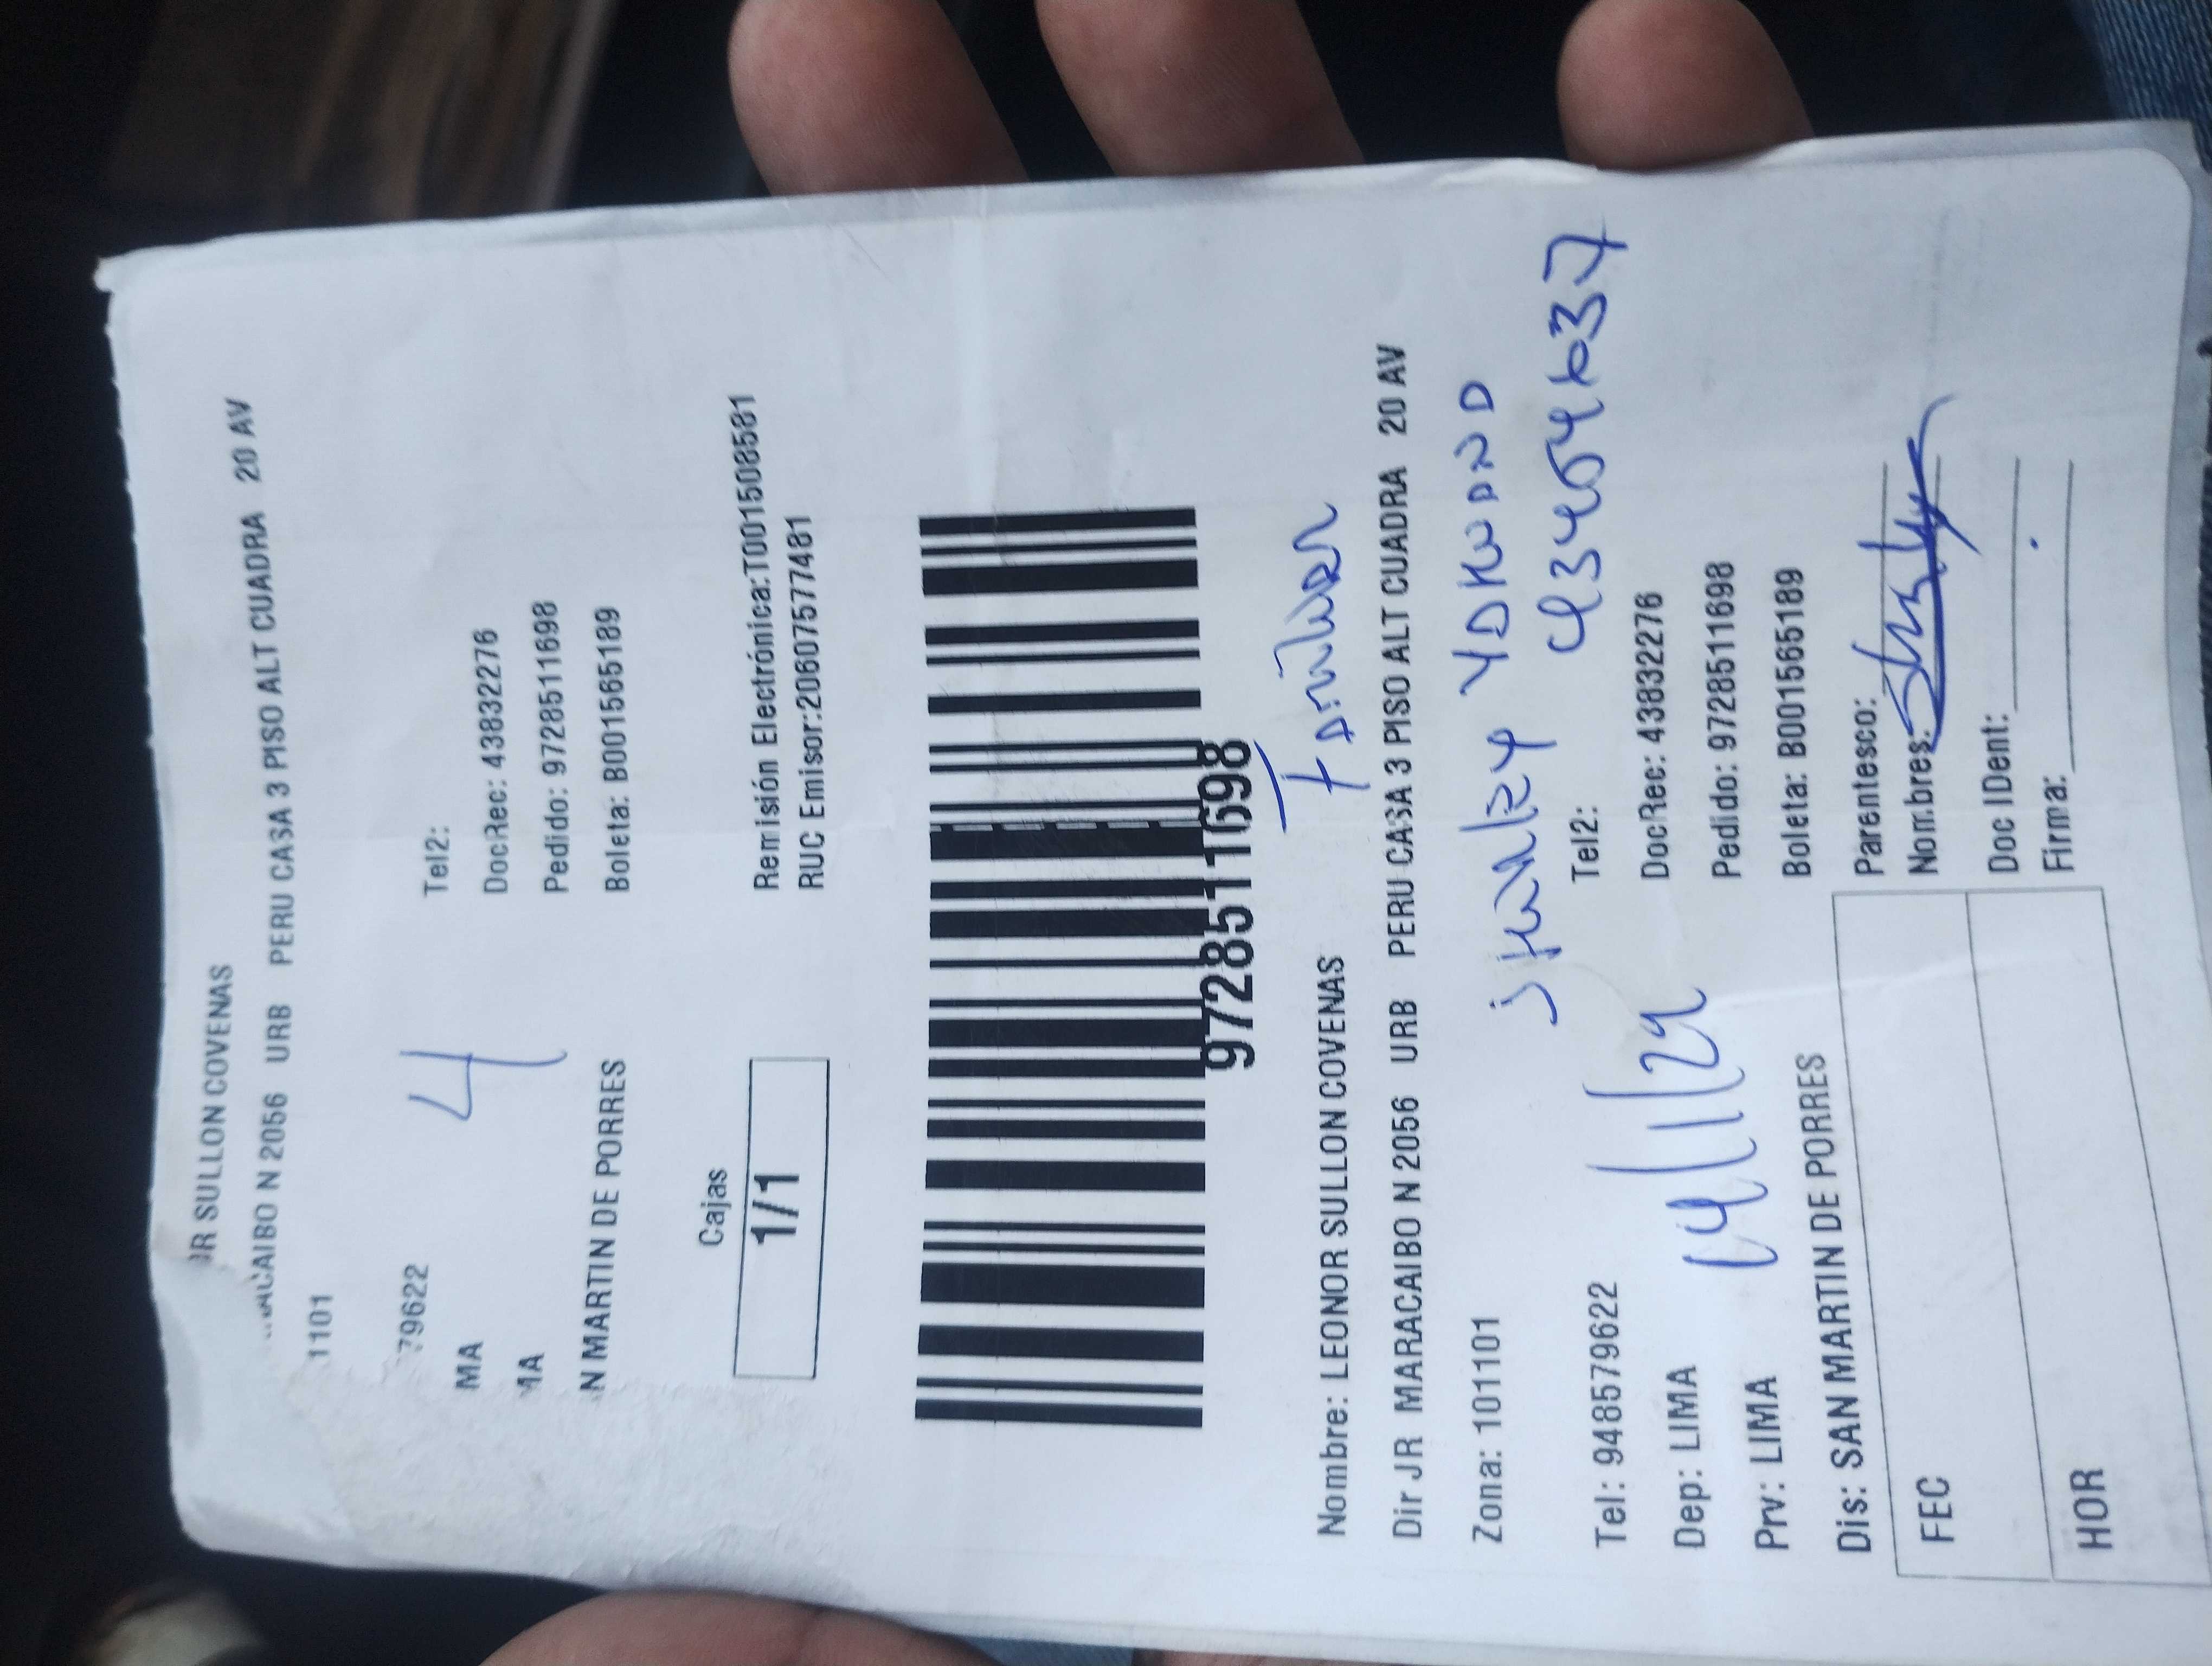 OR SULLON COVENAS
ACAIBO N 2056 URB PERU CASA 3 PISO ALT CUADRA 20 AV
1101
79622 Tel2:
MA DocRec: 43832276
4
MA Pedido: 9728511698
N MARTIN DE PORRES Boleta: B001565189
Cajas
1/1
Remisión Electrónica:T001508581
RUC Emisor:20607577481
9728511698
Nombre: LEONOR SULLON COVENAS
Dir JR MARACAIBO N 2056 URB PERU CASA 3 PISO ALT CUADRA 20 AV
Zona: 101101
Tel: 948579622 Tel2:
Dep: LIMA DocRec: 43832276
Prv: LIMA Pedido: 9728511698
Dis: SAN MARTIN DE PORRES Boleta: B001565189
FEC Parentesco:
Nombres:
HOR Doc IDent:
Firma: